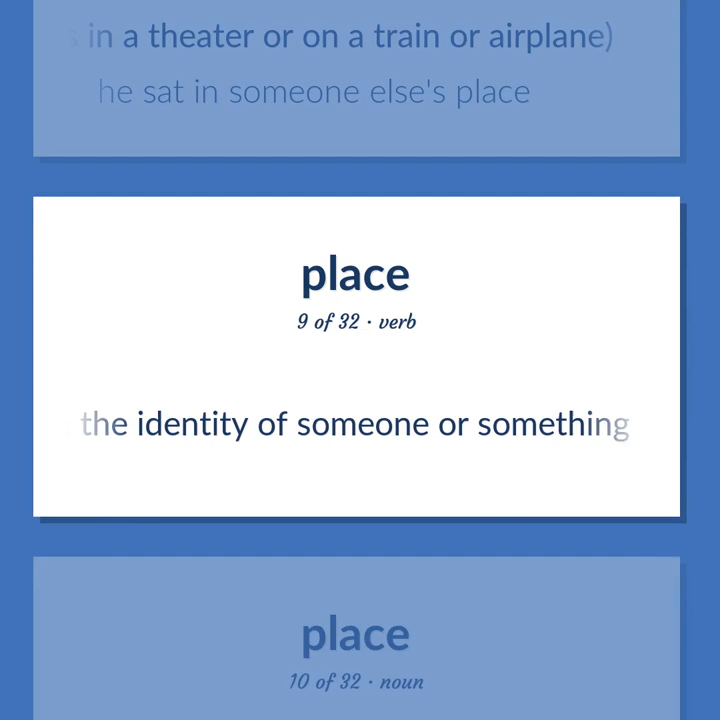 in a theater or on a train or airplane)
he sat in someone else's place
place
9 of 32 · verb
the identity of someone or something
place
10 of 32 · noun